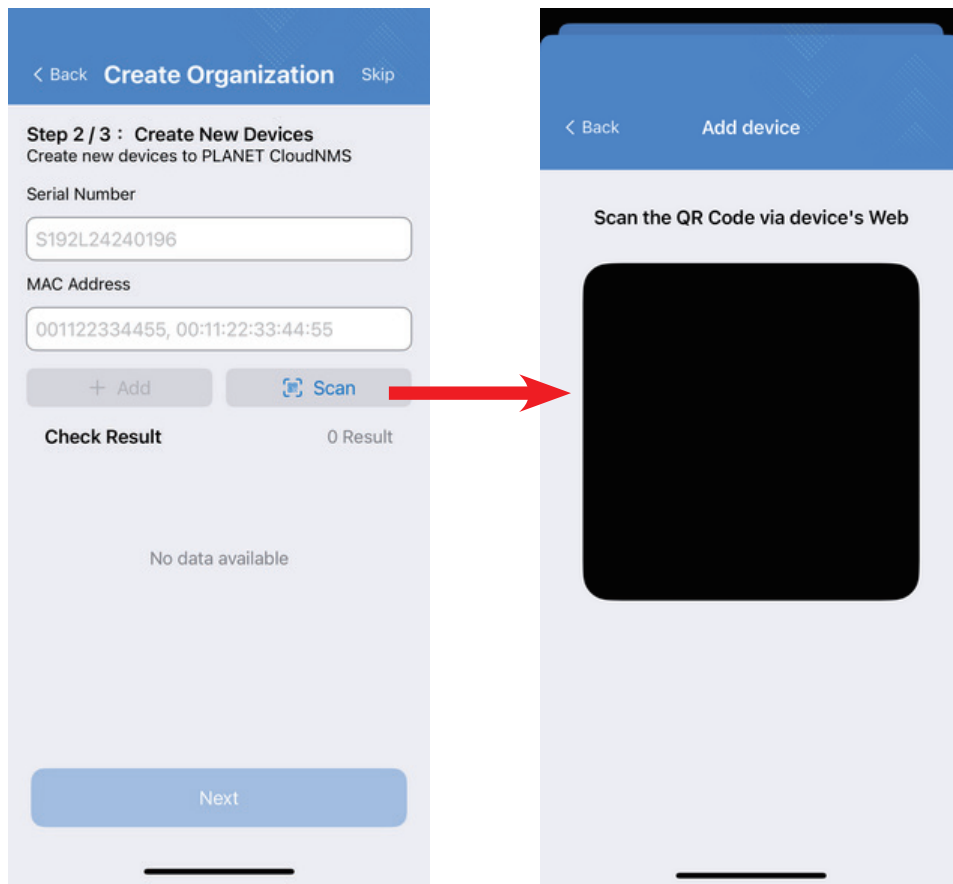 Back Create Organization Skip
Step 2 / 3 : Create New Devices
Create new devices to PLANET CloudNMS
Serial Number
S192L24240196
MAC Address
001122334455, 00:11:22:33:44:55
+ Add
Scan
Check Result
0 Result
No data available
Next
Back Add device
Scan the QR Code via device's Web